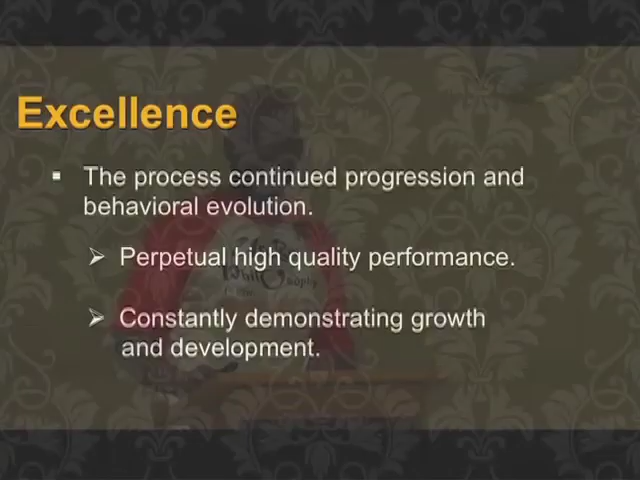 Excellence
▪ The process continued progression and
behavioral evolution.
➢ Perpetual high quality performance.
➢ Constantly demonstrating growth
and development.